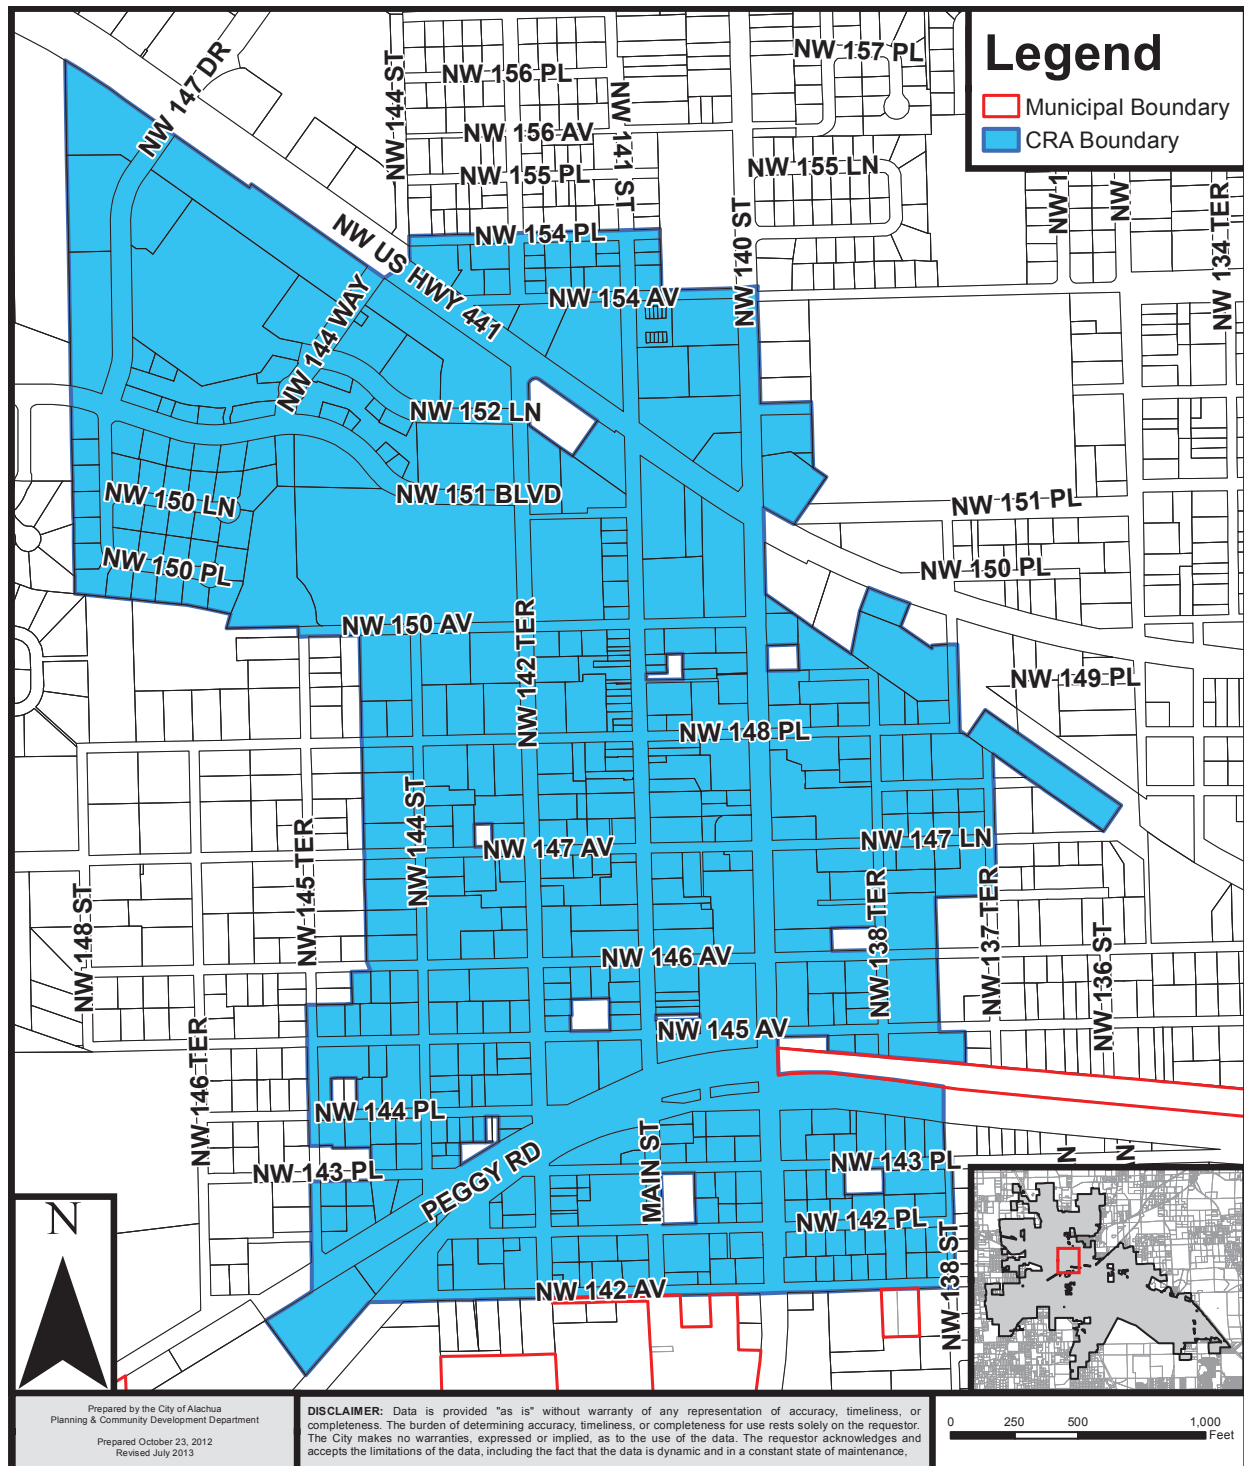 Legend
Municipal Boundary
CRA Boundary
NW 147 DR
NW 144 ST
NW 156 PL
NW 157 PL
NW 156 AV
NW 141 ST
NW 155 PL
NW 155 LN
NW 1
NW
NW 134 TER
NW 154 PL
NW 140 ST
NW US HWY 441
NW 154 AV
NW 144 WAY
NW 152 LN
NW 151 BLVD
NW 150 LN
NW 151 PL
NW 150 PL
NW 150 PL
NW 150 AV
NW 142 TER
NW 149 PL
NW 148 PL
NW 144 ST
NW 147 AV
NW 147 LN
NW 145 TER
NW 148 ST
NW 138 TER
NW 137 TER
NW 136 ST
NW 146 AV
NW 145 AV
NW 146 TER
NW 144 PL
NW 143 PL
PEGGY RD
MAIN ST
NW 143 PL
NW 142 PL
NW 138 ST
NW 142 AV
N
Prepared by the City of Alachua
Planning & Community Development Department
Prepared October 23, 2012
Revised July 2013
DISCLAIMER: Data is provided "as is" without warranty of any representation of accuracy, timeliness, or
completeness. The burden of determining accuracy, timeliness, or completeness for use rests solely on the requestor.
The City makes no warranties, expressed or implied, as to the use of the data. The requestor acknowledges and
accepts the limitations of the data, including the fact that the data is dynamic and in a constant state of maintenance,
0 250 500 1,000
Feet